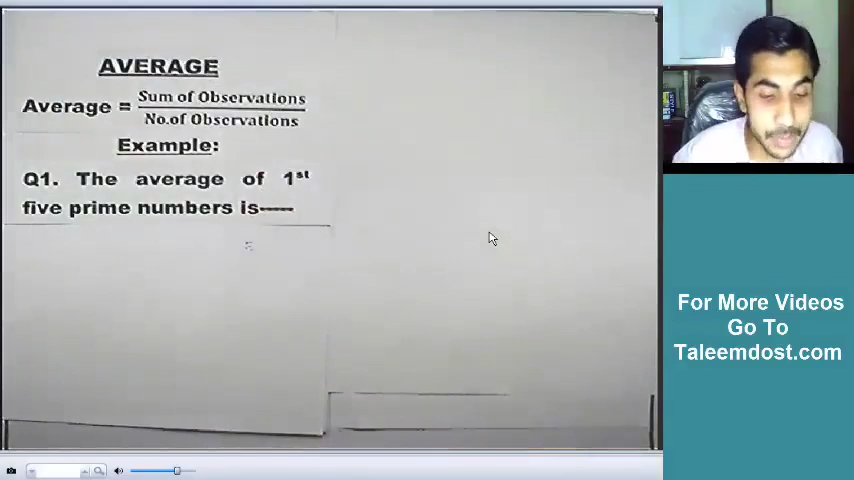 AVERAGE
Average = Sum of Observations
No.of Observations
Example:
Q1. The average of 1st
five prime numbers is-----
For More Videos
Go To
Taleemdost.com